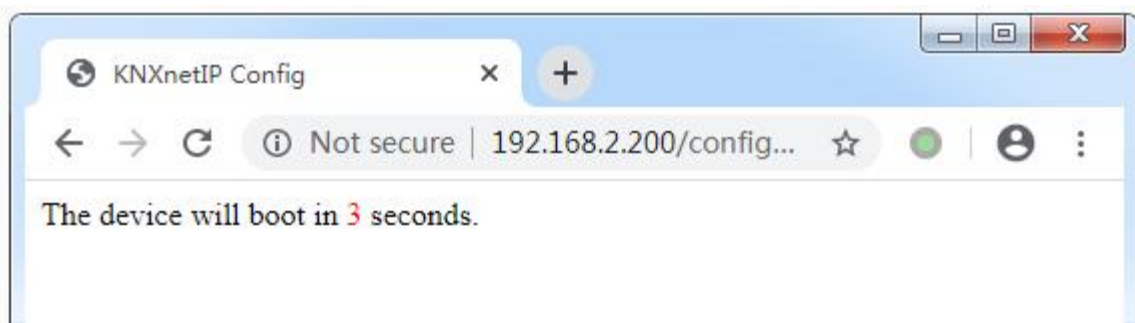 KNXnetIP Config
Not secure | 192.168.2.200/config...
The device will boot in 3 seconds.